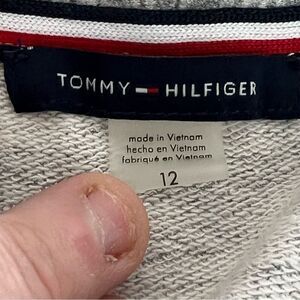 TOMMY HILFIGER
made in Vietnam
hecho en Vietnam
fabriqué en Vietnam
12